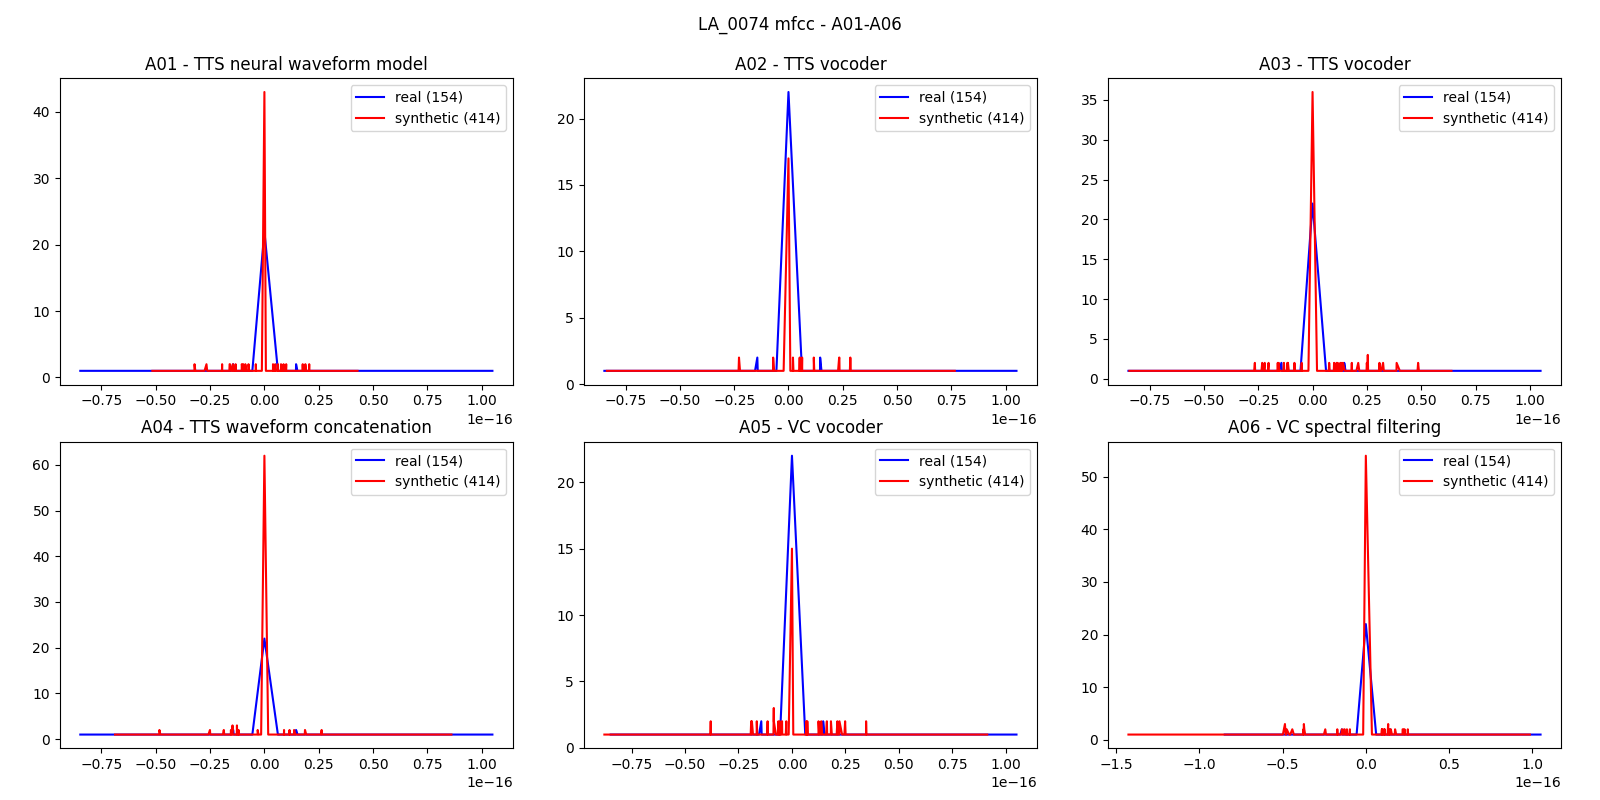 LA_0074 mfcc - A01-A06
A01 - TTS neural waveform model
real (154)
synthetic (414)
40
30
20
10
0
−0.75 −0.50 −0.25 0.00 0.25 0.50 0.75 1.00
1e−16
A02 - TTS vocoder
real (154)
synthetic (414)
20
15
10
5
0
−0.75 −0.50 −0.25 0.00 0.25 0.50 0.75 1.00
1e−16
A03 - TTS vocoder
real (154)
synthetic (414)
35
30
25
20
15
10
5
0
−0.75 −0.50 −0.25 0.00 0.25 0.50 0.75 1.00
1e−16
A04 - TTS waveform concatenation
real (154)
synthetic (414)
60
50
40
30
20
10
0
−0.75 −0.50 −0.25 0.00 0.25 0.50 0.75 1.00
1e−16
A05 - VC vocoder
real (154)
synthetic (414)
20
15
10
5
0
−0.75 −0.50 −0.25 0.00 0.25 0.50 0.75 1.00
1e−16
A06 - VC spectral filtering
real (154)
synthetic (414)
50
40
30
20
10
0
−1.5 −1.0 −0.5 0.0 0.5 1.0
1e−16